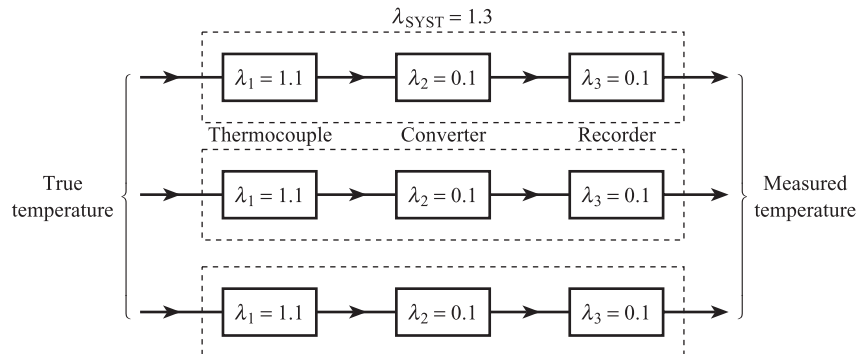 λSYST = 1.3
λ1 = 1.1 λ2 = 0.1 λ3 = 0.1
Thermocouple Converter Recorder
True
temperature
λ1 = 1.1 λ2 = 0.1 λ3 = 0.1
Measured
temperature
λ1 = 1.1 λ2 = 0.1 λ3 = 0.1